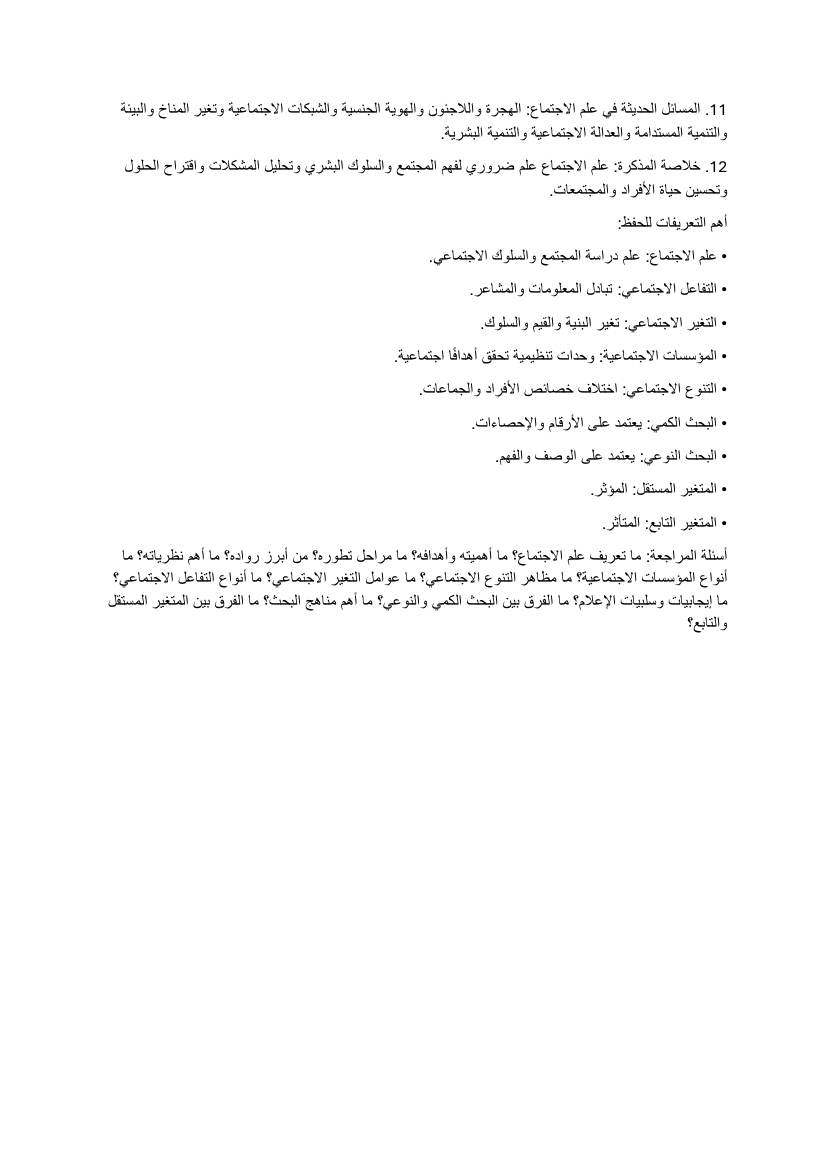 11. المسائل الحديثة في علم الاجتماع: الهجرة واللاجئون والهوية الجنسية والشبكات الاجتماعية وتغير المناخ والبيئة
والتنمية المستدامة والعدالة الاجتماعية والتنمية البشرية.
12. خلاصة المذكرة: علم الاجتماع علم ضروري لفهم المجتمع والسلوك البشري وتحليل المشكلات واقتراح الحلول
وتحسين حياة الأفراد والمجتمعات.
أهم التعريفات للحفظ:
• علم الاجتماع: علم دراسة المجتمع والسلوك الاجتماعي.
• التفاعل الاجتماعي: تبادل المعلومات والمشاعر.
• التغير الاجتماعي: تغير البنية والقيم والسلوك.
• المؤسسات الاجتماعية: وحدات تنظيمية تحقق أهدافًا اجتماعية.
• التنوع الاجتماعي: اختلاف خصائص الأفراد والجماعات.
• البحث الكمي: يعتمد على الأرقام والإحصاءات.
• البحث النوعي: يعتمد على الوصف والفهم.
• المتغير المستقل: المؤثر.
• المتغير التابع: المتأثر.
أسئلة المراجعة: ما تعريف علم الاجتماع؟ ما أهميته وأهدافه؟ ما مراحل تطوره؟ من أبرز رواده؟ ما أهم نظرياته؟ ما
أنواع المؤسسات الاجتماعية؟ ما مظاهر التنوع الاجتماعي؟ ما عوامل التغير الاجتماعي؟ ما أنواع التفاعل الاجتماعي؟
ما إيجابيات وسلبيات الإعلام؟ ما الفرق بين البحث الكمي والنوعي؟ ما أهم مناهج البحث؟ ما الفرق بين المتغير المستقل
والتابع؟